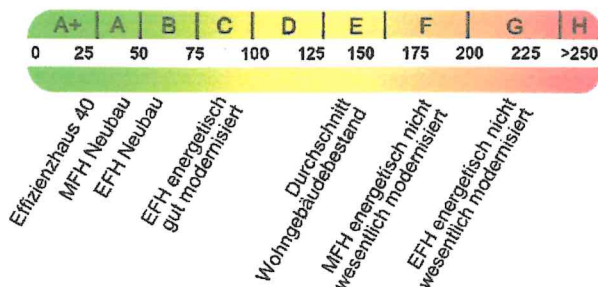 A+ A B C D E F G H
0 25 50 75 100 125 150 175 200 225 >250
Effizienzhaus 40
MFH Neubau
EFH Neubau
EFH energetisch
gut modernisiert
Durchschnitt
Wohngebäudebestand
MFH energetisch nicht
wesentlich modernisiert
EFH energetisch nicht
wesentlich modernisiert